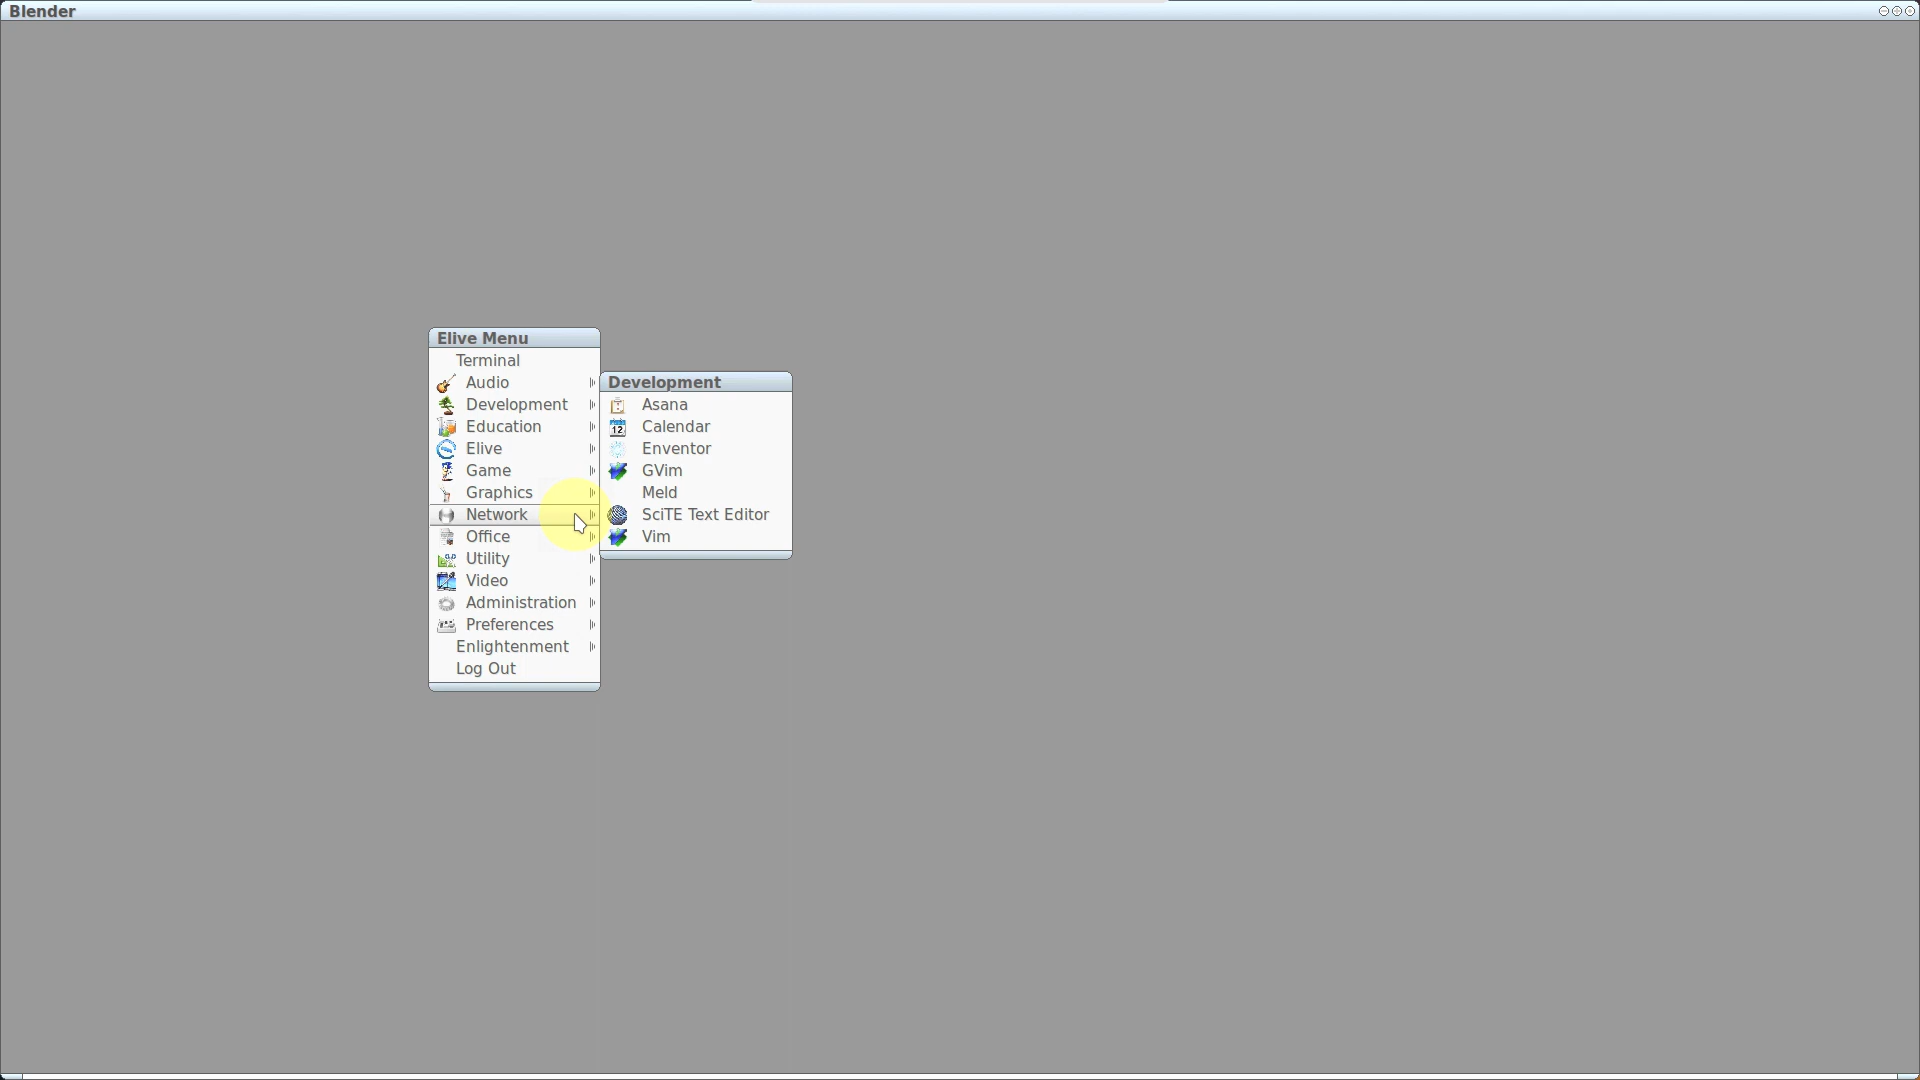 Blender
Elive Menu
Terminal
Audio
Development
Education
Elive
Game
Graphics
Network
Office
Utility
Video
Administration
Preferences
Enlightenment
Log Out
Development
Asana
12
Calendar
Enventor
GVim
Meld
SciTE Text Editor
Vim